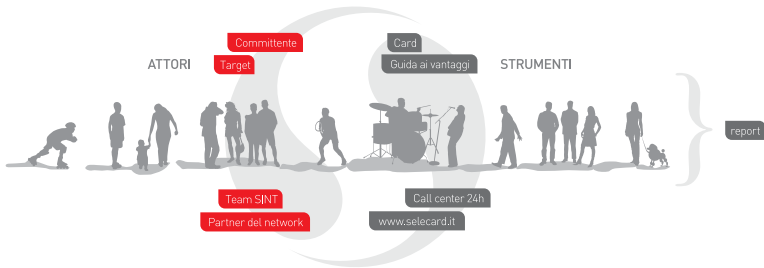 Committente
Card
ATTORI
Target
Guida ai vantaggi
STRUMENTI
report
Team SINT
Call center 24h
Partner del network
www.selecard.it